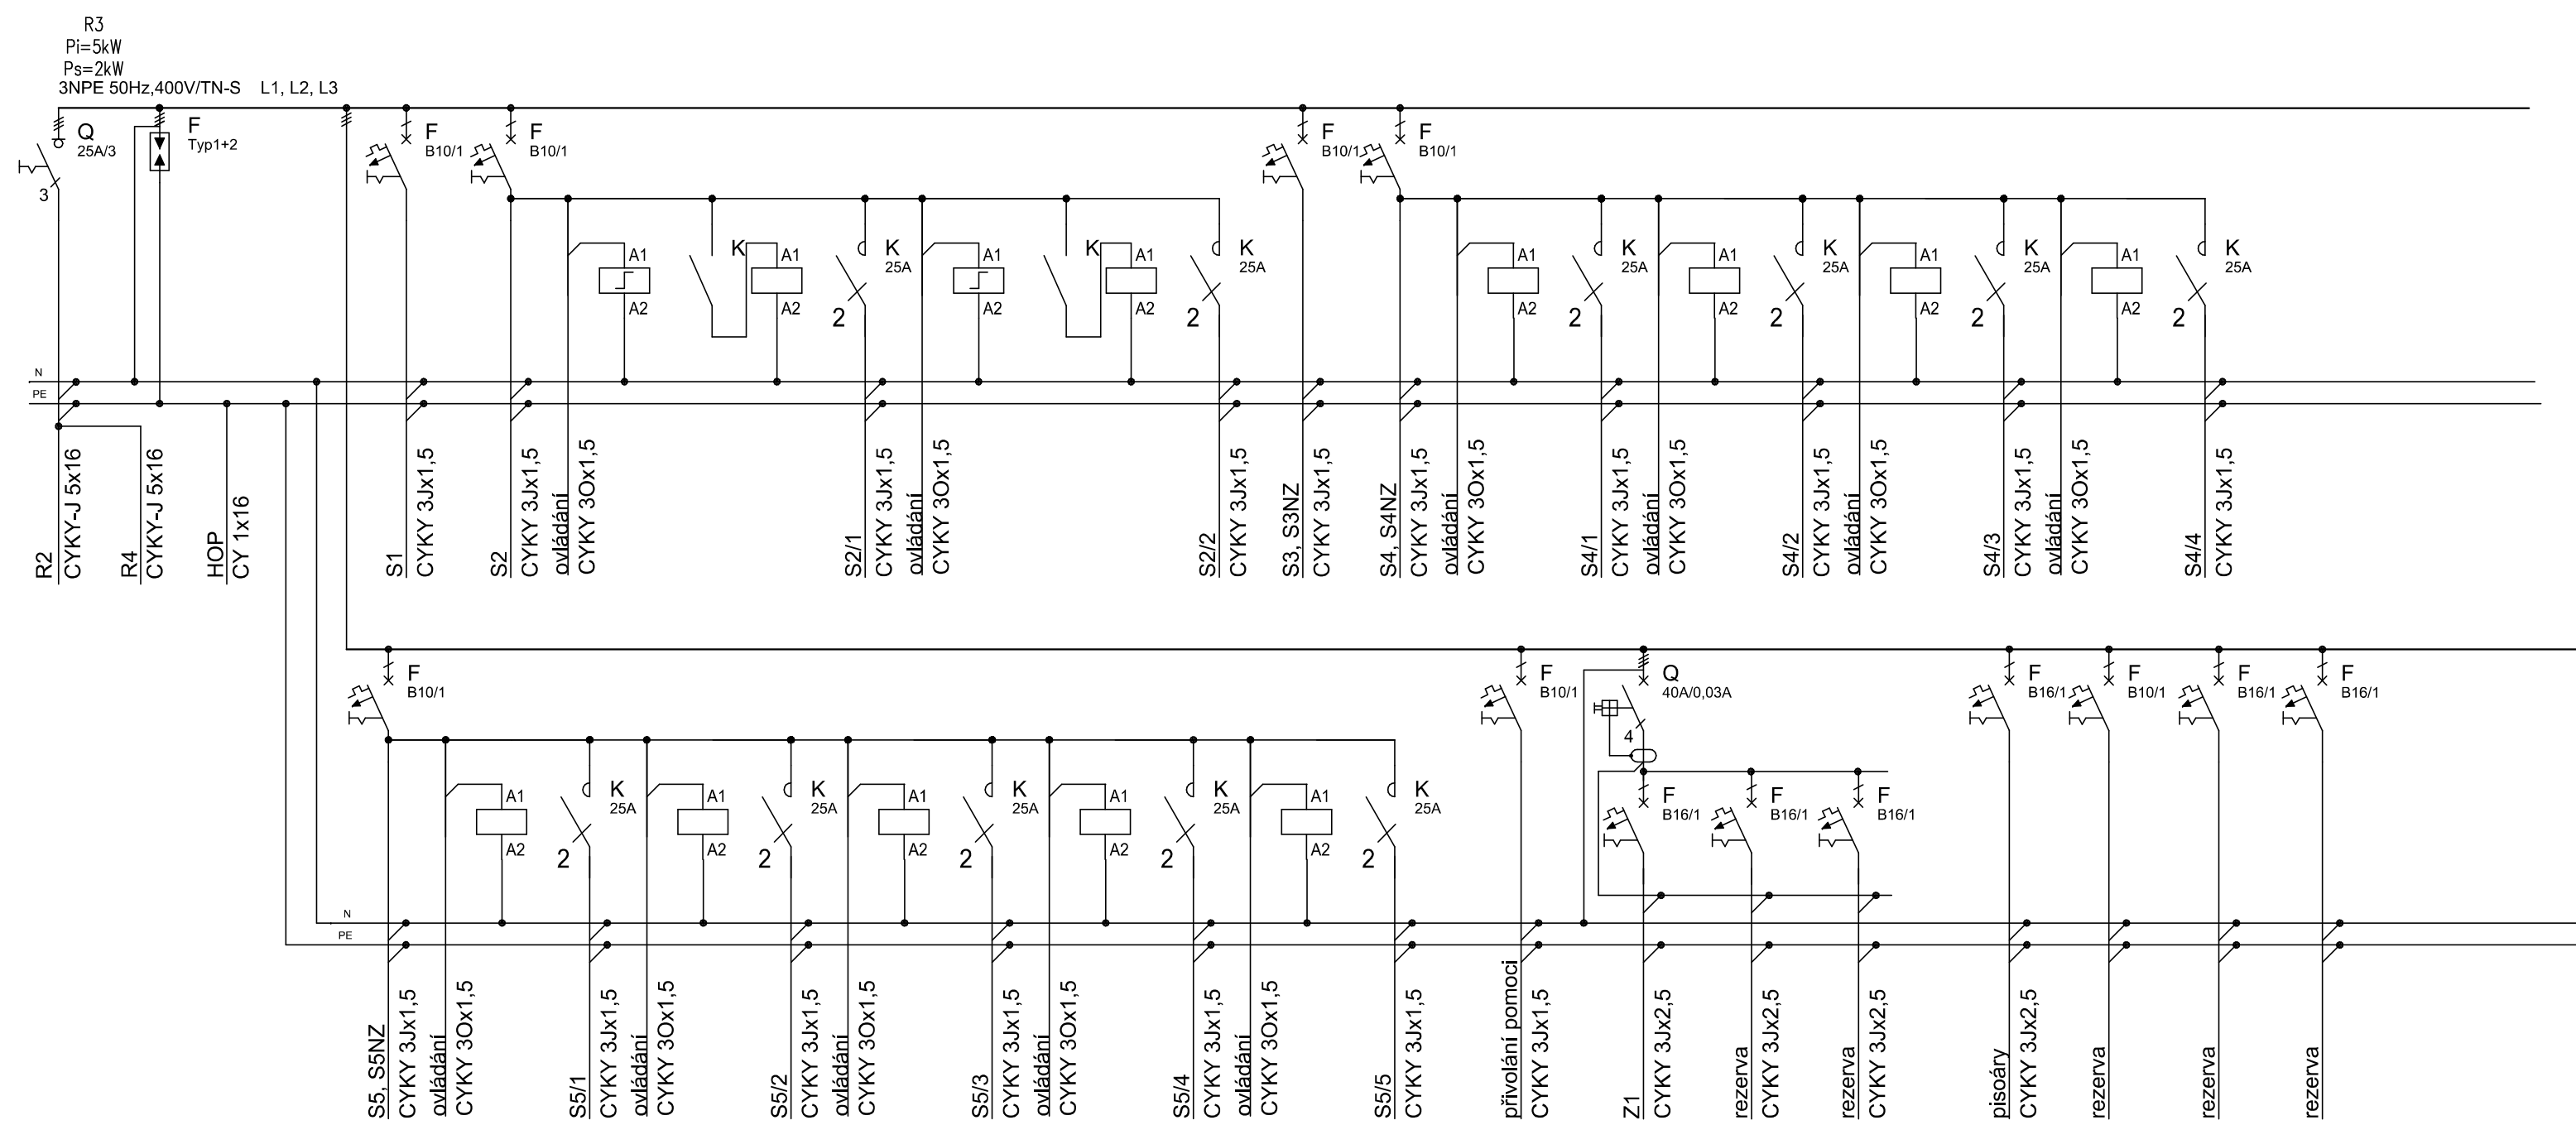 R3
Pi=5kW
Ps=2kW
3NPE 50Hz,400V/TN-S L1, L2, L3
Q
25A/3
3
F
Typ1+2
F
B10/1
F
B10/1
F
B10/1
F
B10/1
A1
A2
K
A1
A2
K
25A
2
A1
A2
K
A1
A2
K
25A
2
A1
A2
K
25A
2
A1
A2
K
25A
2
A1
A2
K
25A
2
A1
A2
K
25A
2
N
PE
R2
CYKY-J 5x16
R4
CYKY-J 5x16
HOP
CY 1x16
S1
CYKY 3Jx1,5
S2
CYKY 3Jx1,5
ovládání
CYKY 3Ox1,5
S2/1
CYKY 3Jx1,5
ovládání
CYKY 3Ox1,5
S2/2
CYKY 3Jx1,5
S3, S3NZ
CYKY 3Jx1,5
S4, S4NZ
CYKY 3Jx1,5
ovládání
CYKY 3Ox1,5
S4/1
CYKY 3Jx1,5
ovládání
CYKY 3Ox1,5
S4/2
CYKY 3Jx1,5
ovládání
CYKY 3Ox1,5
S4/3
CYKY 3Jx1,5
ovládání
CYKY 3Ox1,5
S4/4
CYKY 3Jx1,5
F
B10/1
F
B10/1
Q
40A/0,03A
4
F
B16/1
F
B10/1
F
B16/1
F
B16/1
A1
A2
K
25A
2
A1
A2
K
25A
2
A1
A2
K
25A
2
A1
A2
K
25A
2
A1
A2
K
25A
2
F
B16/1
F
B16/1
F
B16/1
N
PE
S5, S5NZ
CYKY 3Jx1,5
ovládání
CYKY 3Ox1,5
S5/1
CYKY 3Jx1,5
ovládání
CYKY 3Ox1,5
S5/2
CYKY 3Jx1,5
ovládání
CYKY 3Ox1,5
S5/3
CYKY 3Jx1,5
ovládání
CYKY 3Ox1,5
S5/4
CYKY 3Jx1,5
ovládání
CYKY 3Ox1,5
S5/5
CYKY 3Jx1,5
přivolání pomoci
CYKY 3Jx1,5
Z1
CYKY 3Jx2,5
rezerva
CYKY 3Jx2,5
rezerva
CYKY 3Jx2,5
pisoáry
CYKY 3Jx2,5
rezerva
rezerva
rezerva